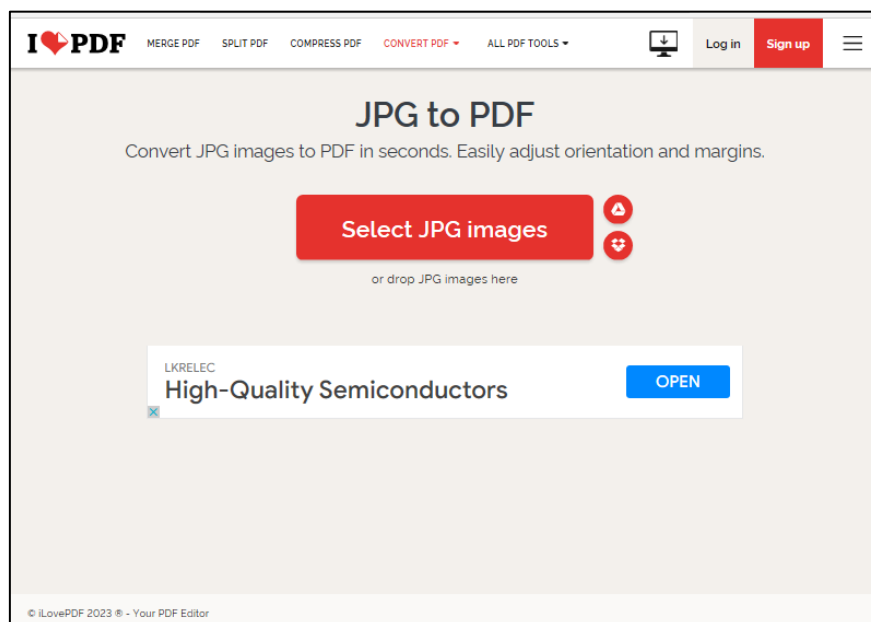 I PDF
MERGE PDF SPLIT PDF COMPRESS PDF CONVERT PDF ALL PDF TOOLS Log in Sign up
JPG to PDF
Convert JPG images to PDF in seconds. Easily adjust orientation and margins.
Select JPG images
or drop JPG images here
LKRELEC
High-Quality Semiconductors
OPEN
© iLovePDF 2023 ® - Your PDF Editor